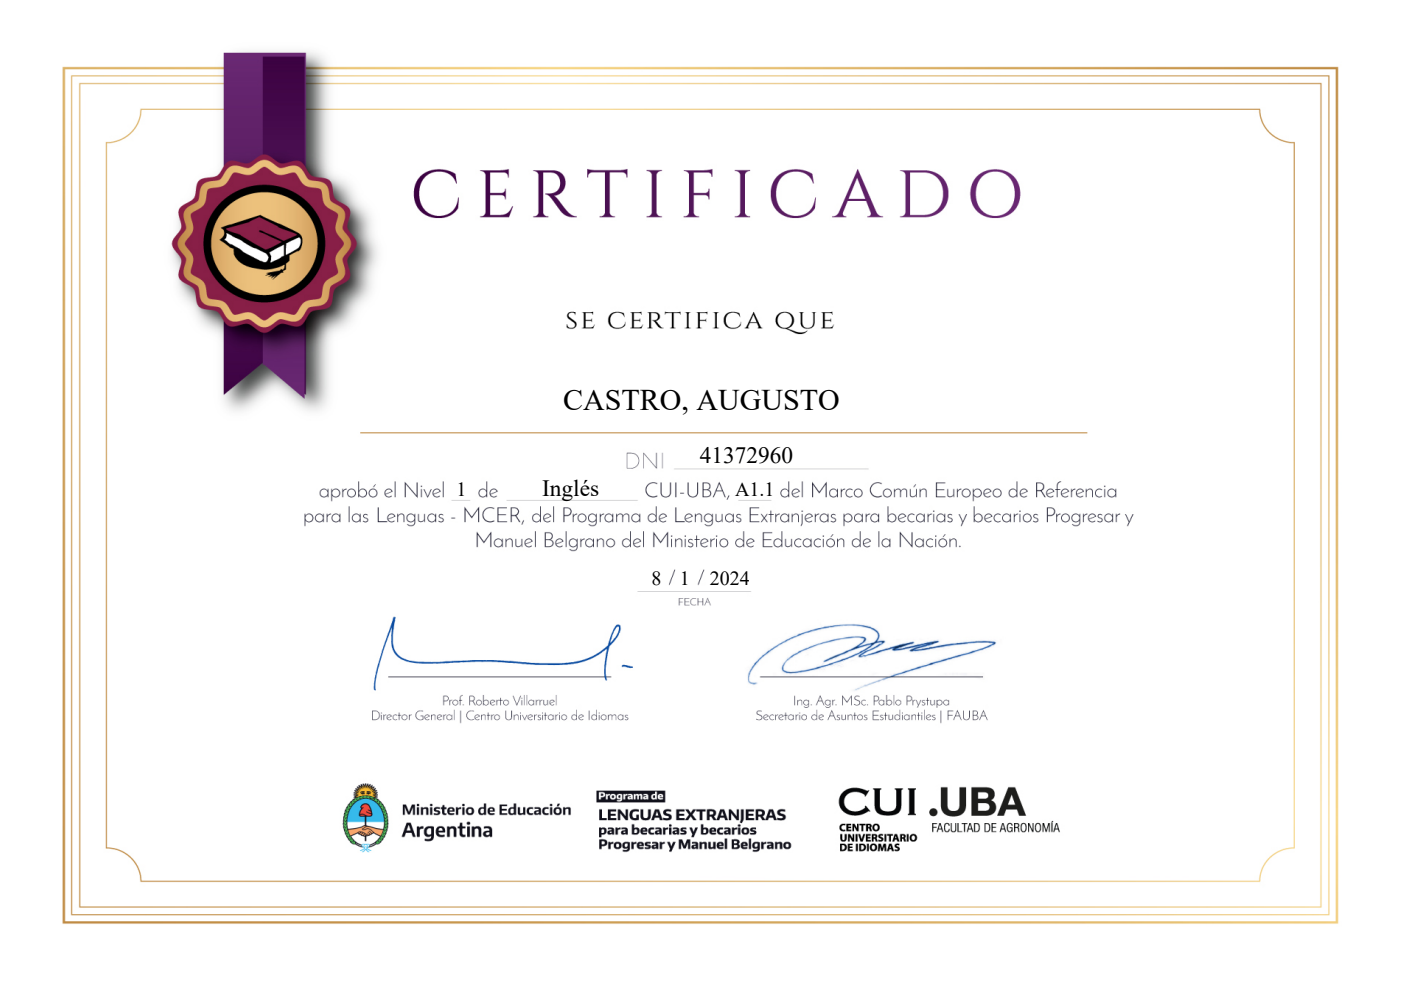 CERTIFICADO
SE CERTIFICA QUE
CASTRO, AUGUSTO
DNI 41372960
aprobó el Nivel 1 de Inglés CUI-UBA, A1.1 del Marco Común Europeo de Referencia
para las Lenguas - MCER, del Programa de Lenguas Extranjeras para becarias y becarios Progresar y
Manuel Belgrano del Ministerio de Educación de la Nación.
8 / 1 / 2024
FECHA
Prof. Roberto Villarruel
Director General | Centro Universitario de Idiomas
Ing. Agr. MSc. Pablo Prystupa
Secretario de Asuntos Estudiantiles | FAUBA
Ministerio de Educación
Argentina
Programa de
LENGUAS EXTRANJERAS
para becarias y becarios
Progresar y Manuel Belgrano
CUI
CENTRO
UNIVERSITARIO
DE IDIOMAS
.UBA
FACULTAD DE AGRONOMÍA